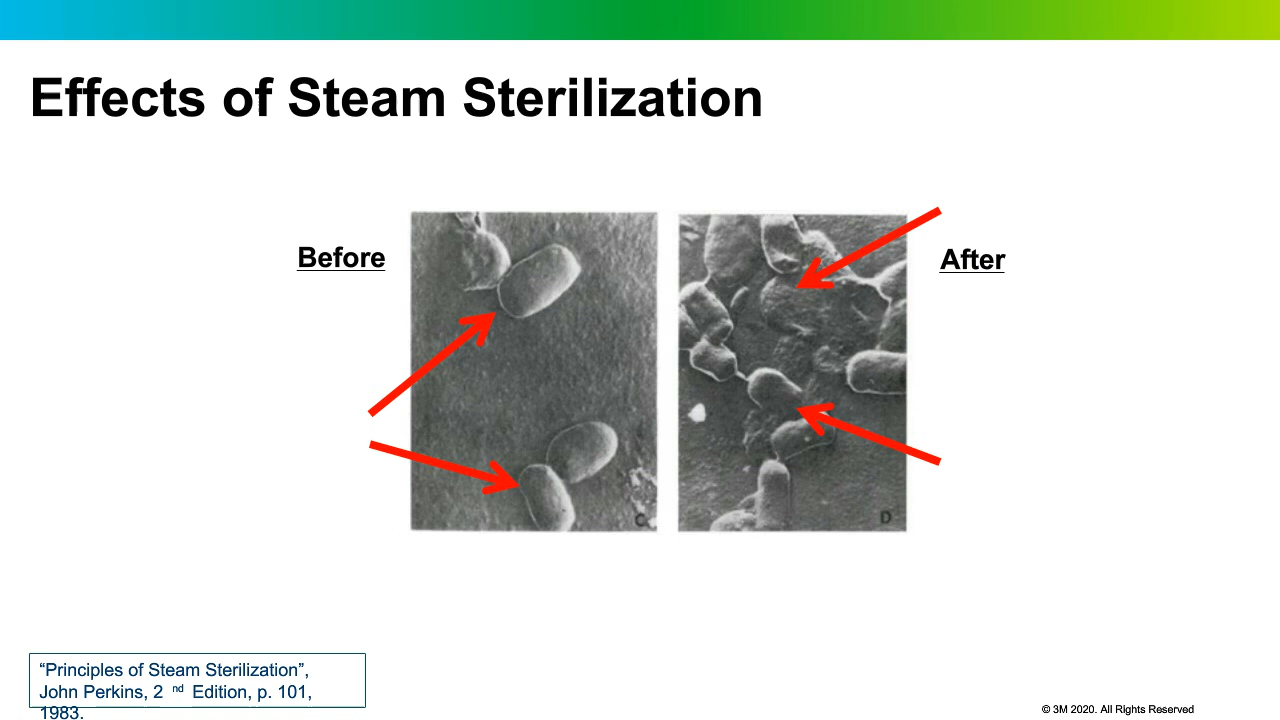 Effects of Steam Sterilization
Before
After
C
D
“Principles of Steam Sterilization”,
John Perkins, 2 nd Edition, p. 101,
1983.
© 3M 2020. All Rights Reserved